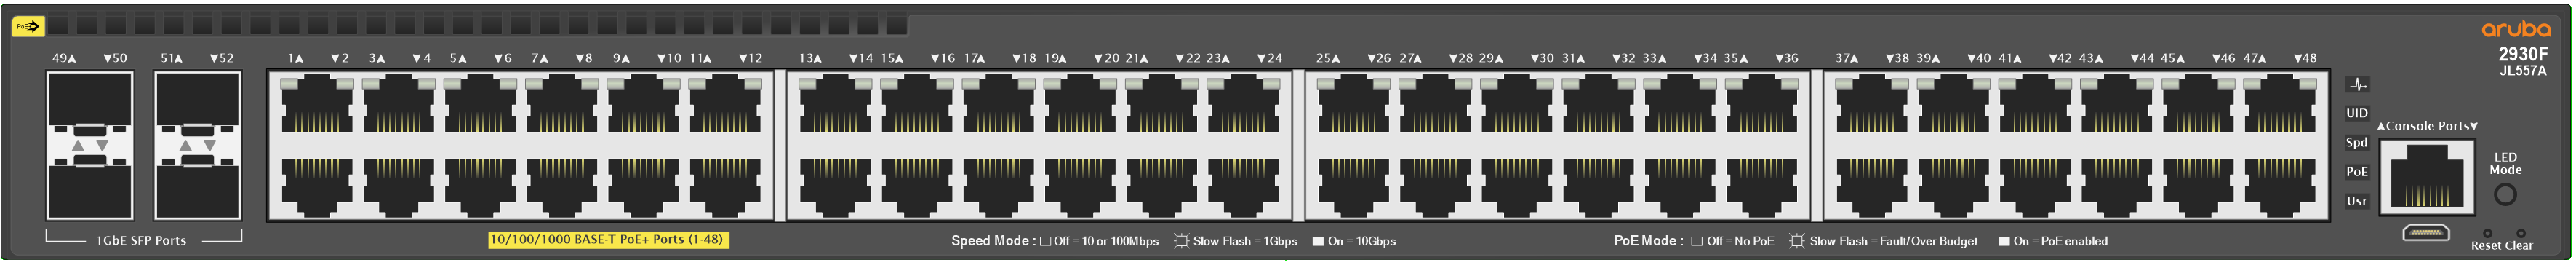 PoE+
aruba
2930F
JL557A
49▲ ▼50 51▲ ▼52 1▲ ▼2 3▲ ▼4 5▲ ▼6 7▲ ▼8 9▲ ▼10 11▲ ▼12 13▲ ▼14 15▲ ▼16 17▲ ▼18 19▲ ▼20 21▲ ▼22 23▲ ▼24 25▲ ▼26 27▲ ▼28 29▲ ▼30 31▲ ▼32 33▲ ▼34 35▲ ▼36 37▲ ▼38 39▲ ▼40 41▲ ▼42 43▲ ▼44 45▲ ▼46 47▲ ▼48
UID
Spd
PoE
Usr
▲Console Ports▼
LED
Mode
1GbE SFP Ports
10/100/1000 BASE-T PoE+ Ports (1-48)
Speed Mode : Off = 10 or 100Mbps Slow Flash = 1Gbps On = 10Gbps
PoE Mode : Off = No PoE Slow Flash = Fault/Over Budget On = PoE enabled
Reset Clear